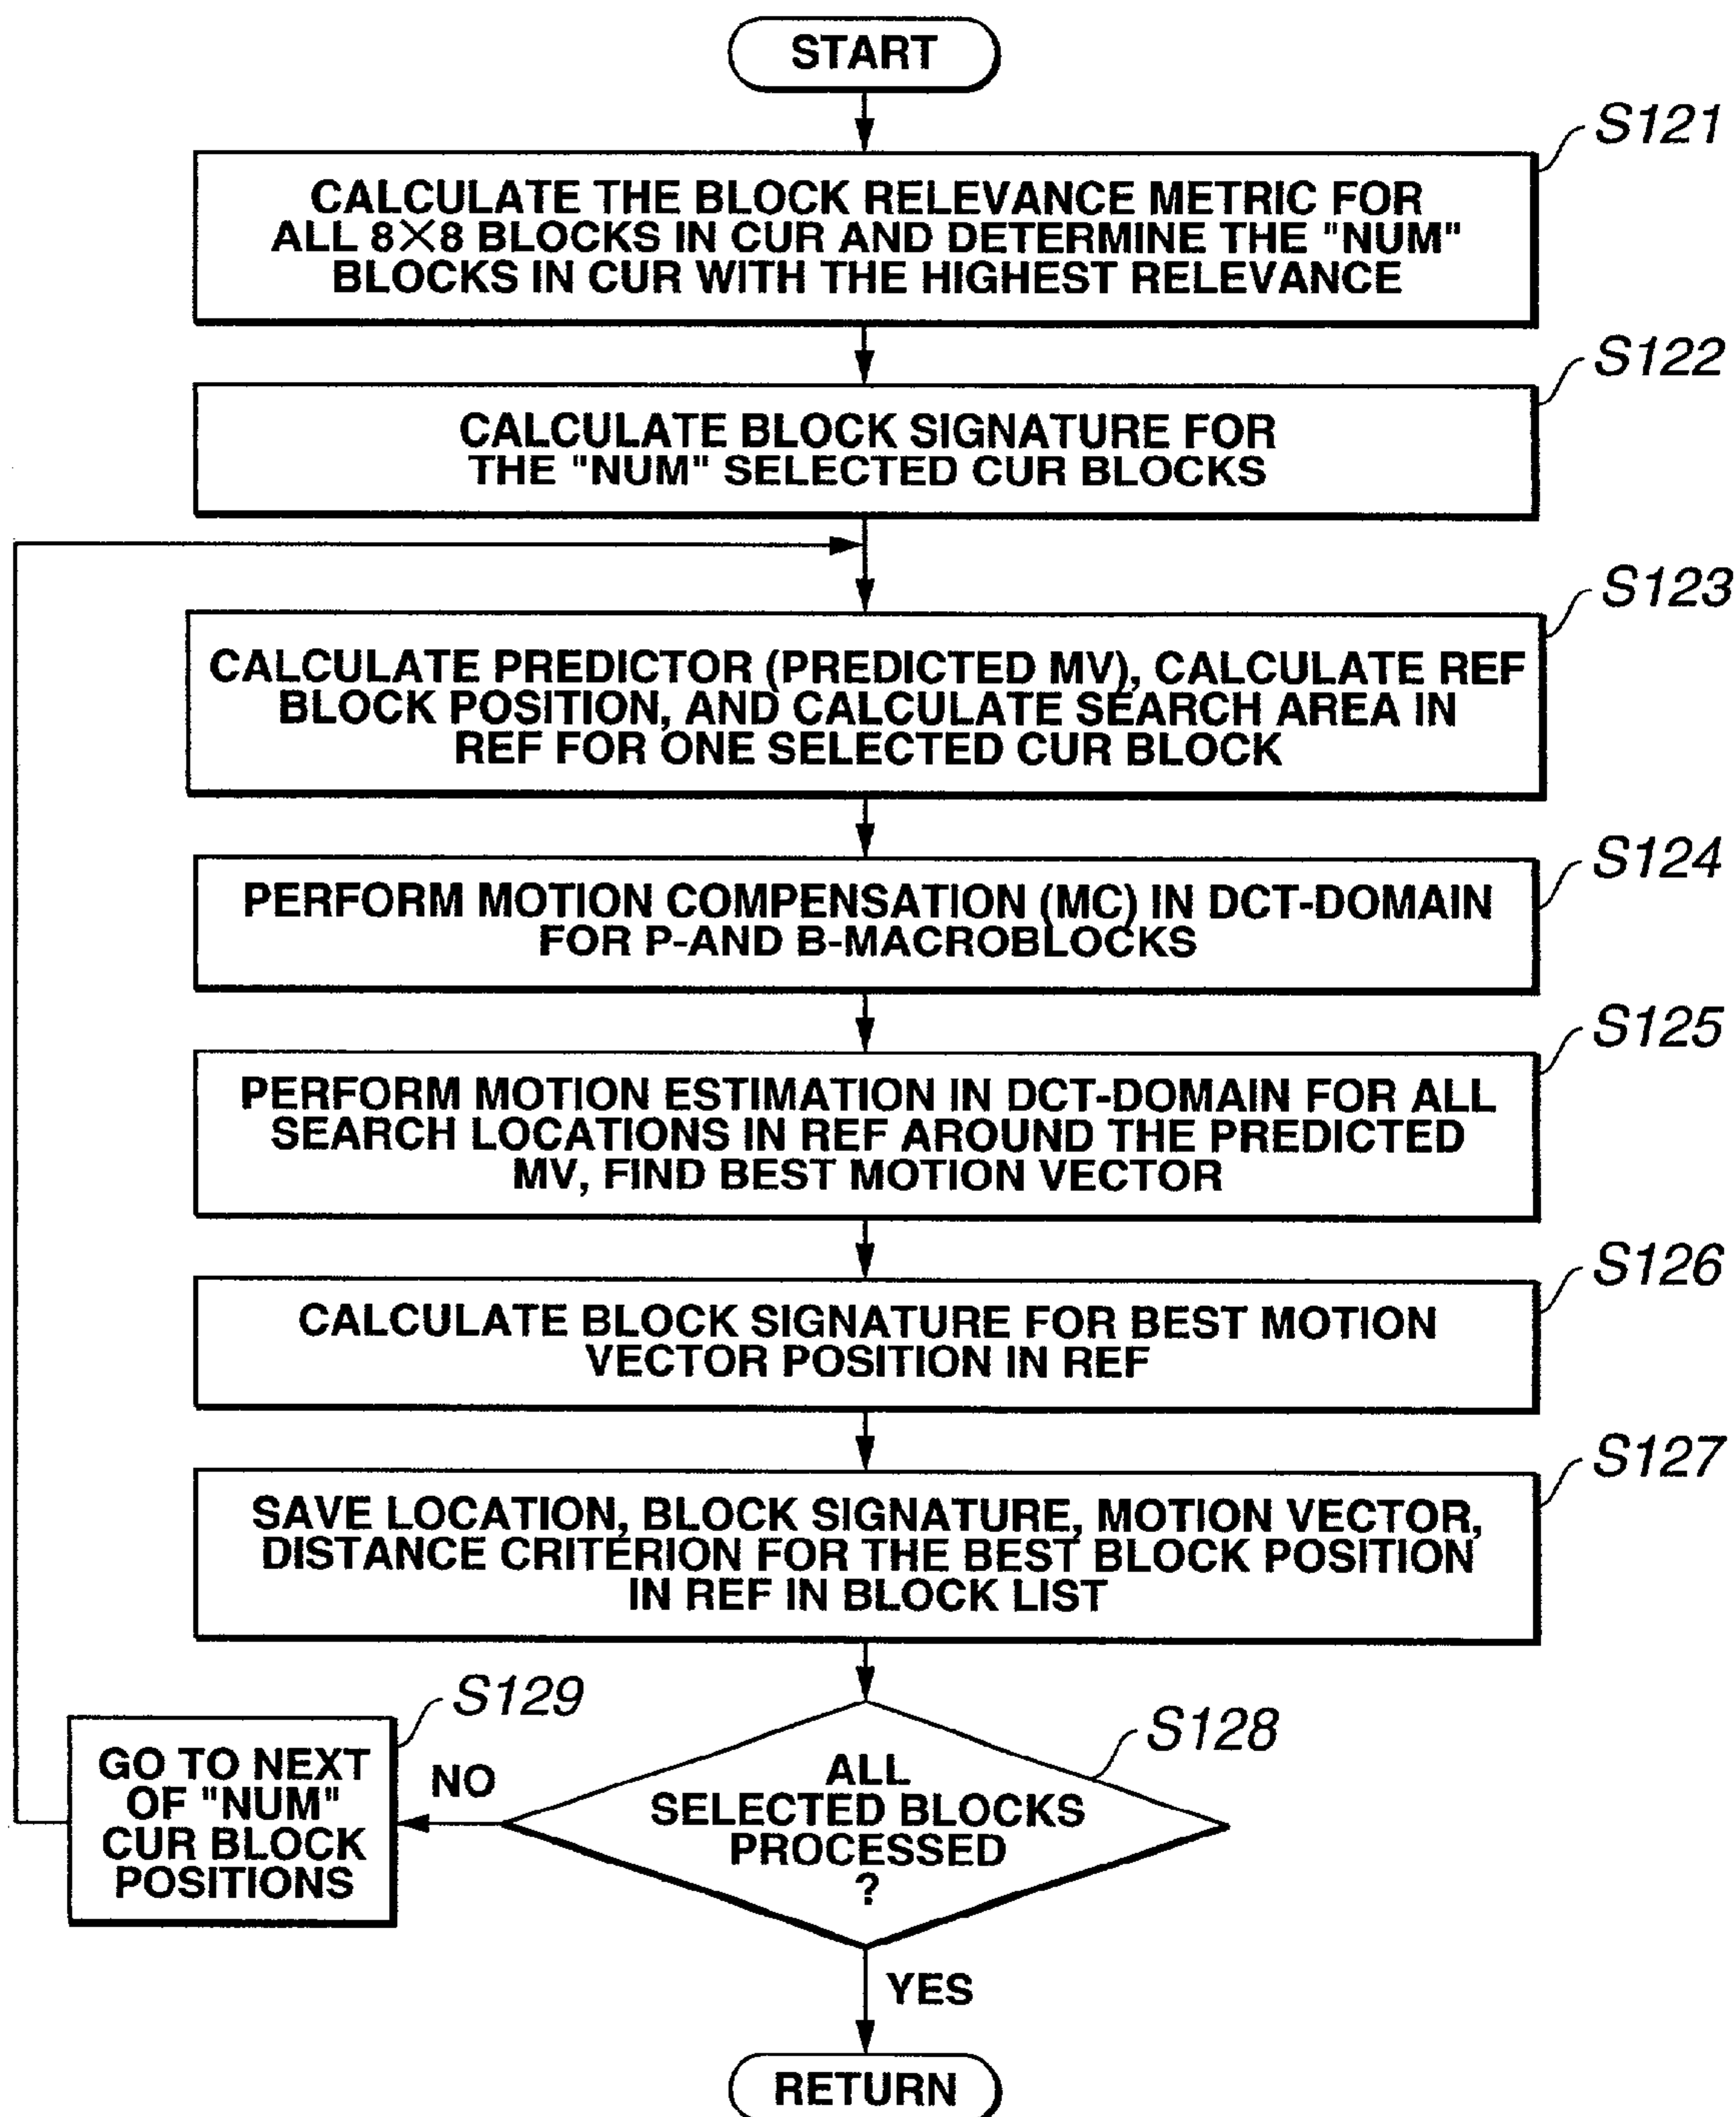 START
S121
CALCULATE THE BLOCK RELEVANCE METRIC FOR
ALL 8×8 BLOCKS IN CUR AND DETERMINE THE "NUM"
BLOCKS IN CUR WITH THE HIGHEST RELEVANCE
S122
CALCULATE BLOCK SIGNATURE FOR
THE "NUM" SELECTED CUR BLOCKS
S123
CALCULATE PREDICTOR (PREDICTED MV), CALCULATE REF
BLOCK POSITION, AND CALCULATE SEARCH AREA IN
REF FOR ONE SELECTED CUR BLOCK
S124
PERFORM MOTION COMPENSATION (MC) IN DCT-DOMAIN
FOR P-AND B-MACROBLOCKS
S125
PERFORM MOTION ESTIMATION IN DCT-DOMAIN FOR ALL
SEARCH LOCATIONS IN REF AROUND THE PREDICTED
MV, FIND BEST MOTION VECTOR
S126
CALCULATE BLOCK SIGNATURE FOR BEST MOTION
VECTOR POSITION IN REF
S127
SAVE LOCATION, BLOCK SIGNATURE, MOTION VECTOR,
DISTANCE CRITERION FOR THE BEST BLOCK POSITION
IN REF IN BLOCK LIST
S128
ALL
SELECTED BLOCKS
PROCESSED
?
NO
S129
GO TO NEXT
OF "NUM"
CUR BLOCK
POSITIONS
YES
RETURN